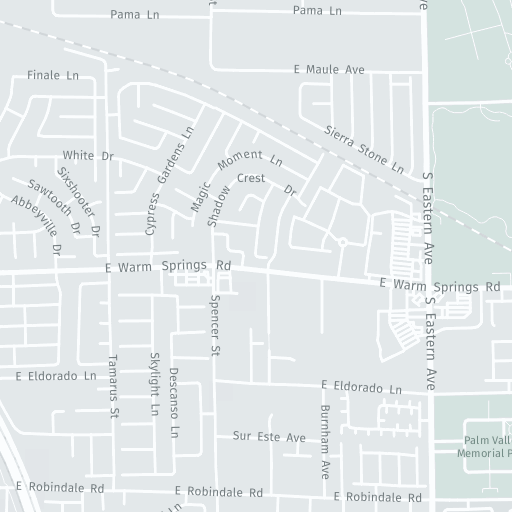 Pama Ln
Pama Ln
Finale Ln
E Maule Ave
Sierra Stone Ln
White Dr
Cypress Gardens Ln
Magic Moment Ln
Shadow Crest Dr
Sixshooter Dr
Sawtooth Dr
Abbeyville Dr
S Eastern Ave
E Warm Springs Rd
E Warm Springs Rd
S Eastern Ave
Spencer St
Tamarus St
Skylight Ln
Descanso Ln
E Eldorado Ln
E Eldorado Ln
Burnham Ave
Sur Este Ave
Palm Vall
Memorial P
E Robindale Rd
E Robindale Rd
E Robindale Rd
Ln